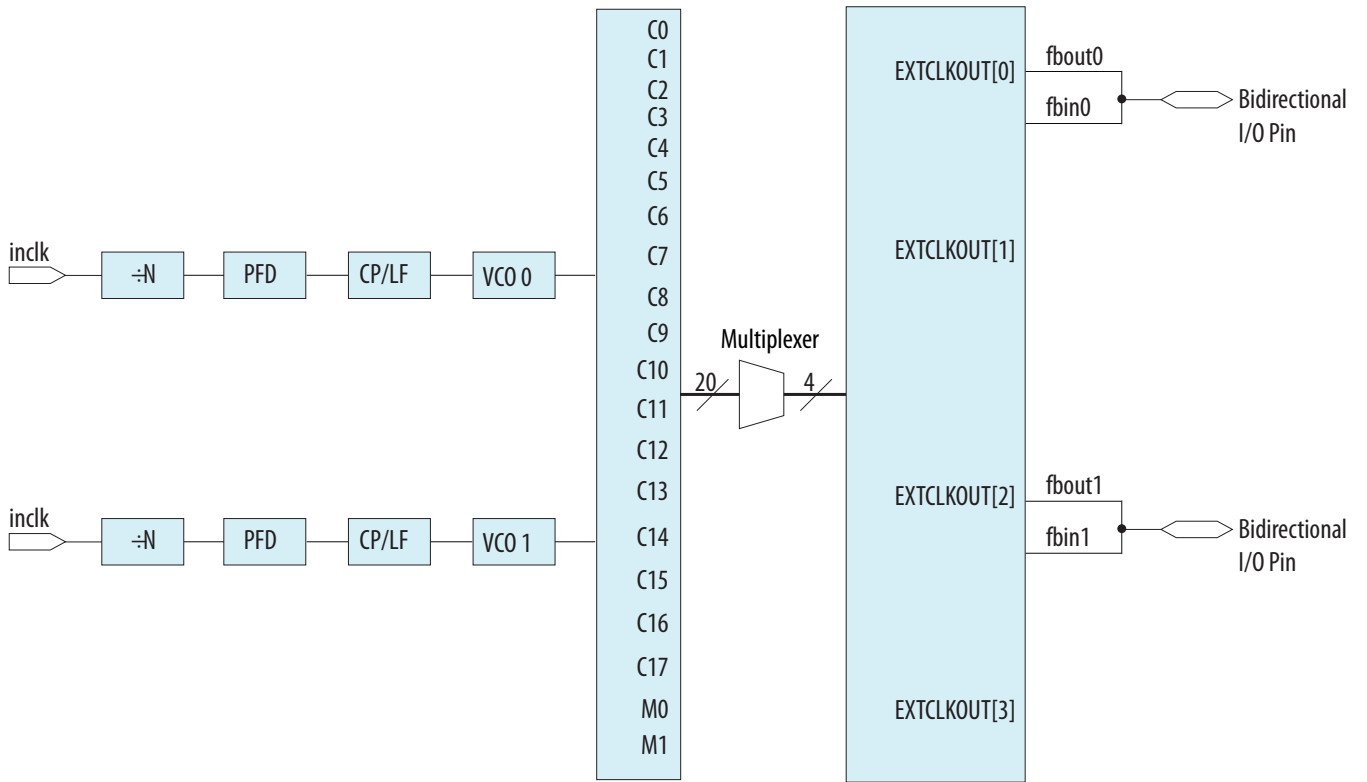 inclk
÷N
PFD
CP/LF
VCO 0
inclk
÷N
PFD
CP/LF
VCO 1
C0
C1
C2
C3
C4
C5
C6
C7
C8
C9
C10
C11
C12
C13
C14
C15
C16
C17
M0
M1
Multiplexer
20
4
EXTCLKOUT[0]
EXTCLKOUT[1]
EXTCLKOUT[2]
EXTCLKOUT[3]
fbout0
fbin0
Bidirectional
I/O Pin
fbout1
fbin1
Bidirectional
I/O Pin